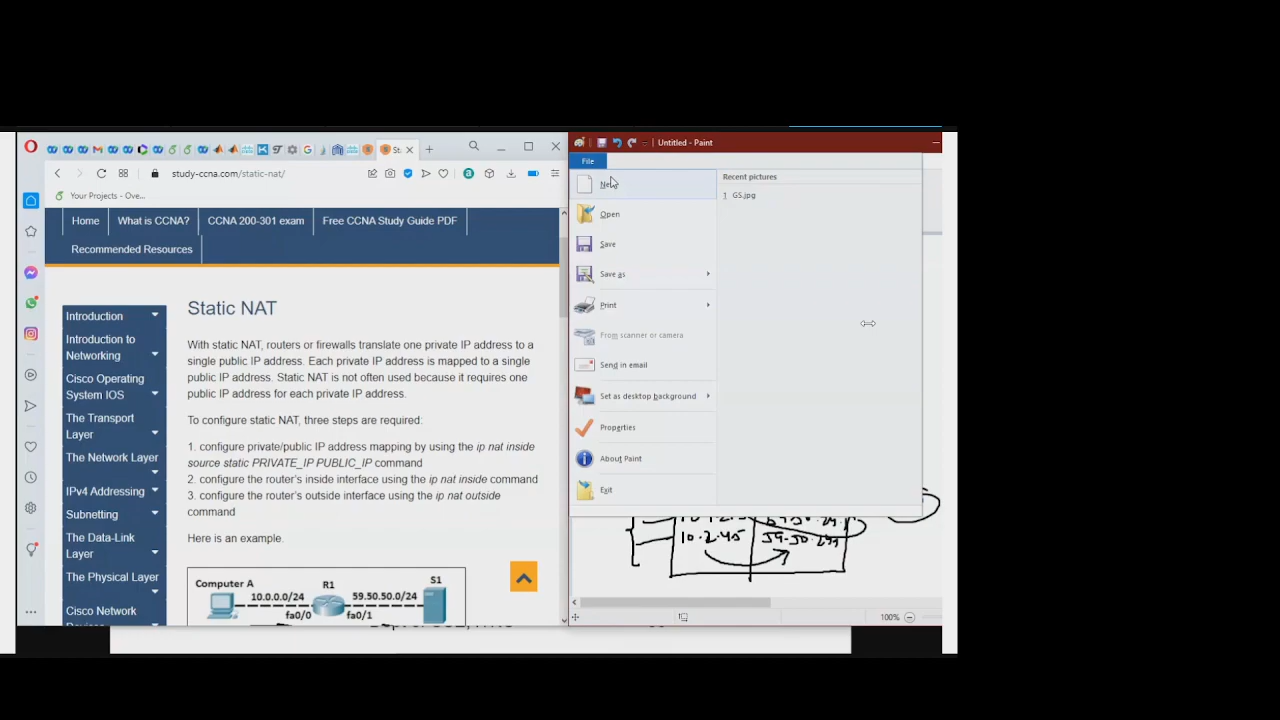 St.
study-ccna.com/static-nat/
Your Projects - Ove...
Home What is CCNA? CCNA 200-301 exam Free CCNA Study Guide PDF
Recommended Resources
Introduction
Introduction to
Networking
Cisco Operating
System IOS
The Transport
Layer
The Network Layer
IPv4 Addressing
Subnetting
The Data-Link
Layer
The Physical Layer
Cisco Network
Static NAT
With static NAT, routers or firewalls translate one private IP address to a
single public IP address. Each private IP address is mapped to a single
public IP address. Static NAT is not often used because it requires one
public IP address for each private IP address.
To configure static NAT, three steps are required:
1. configure private/public IP address mapping by using the ip nat inside
source static PRIVATE_IP PUBLIC_IP command
2. configure the router's inside interface using the ip nat inside command
3. configure the router's outside interface using the ip nat outside
command
Here is an example.
Computer A 10.0.0.0/24 R1 59.50.50.0/24 S1
fa0/0 fa0/1
Untitled - Paint
File
New
Open
Save
Save as
Print
From scanner or camera
Send in email
Set as desktop background
Properties
About Paint
Exit
Recent pictures
1 GS.jpg
10.2.45
100%